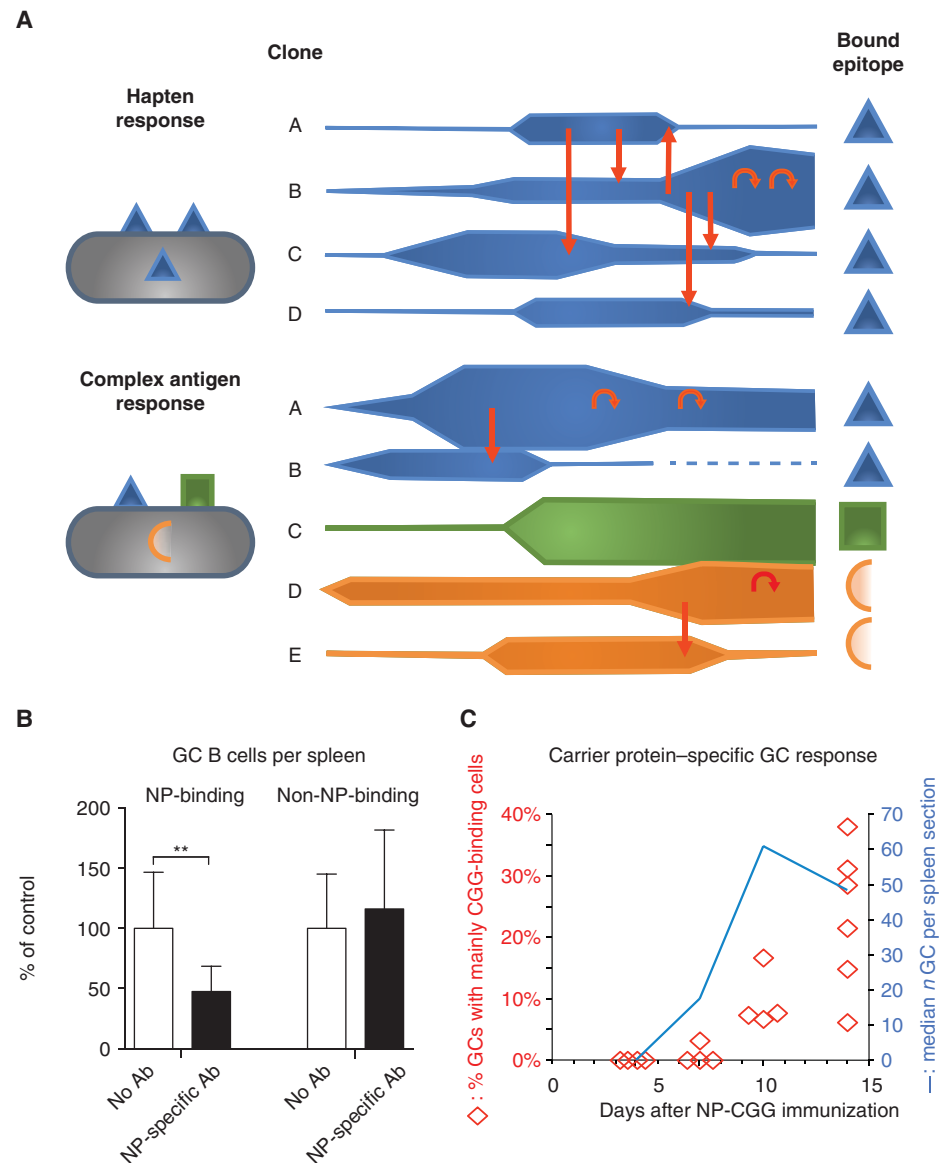 A
Clone
Bound
epitope
Hapten
response
A
B
C
D
Complex antigen
response
A
B
C
D
E
B
GC B cells per spleen
NP-binding
Non-NP-binding
% of control
200
150
100
50
0
**
No Ab
NP-specific Ab
No Ab
NP-specific Ab
C
Carrier protein–specific GC response
◇: % GCs with mainly CGG-binding cells
40%
30%
20%
10%
0%
70
60
50
40
30
20
10
0
—: median n GC per spleen section
0
5
10
15
Days after NP-CGG immunization